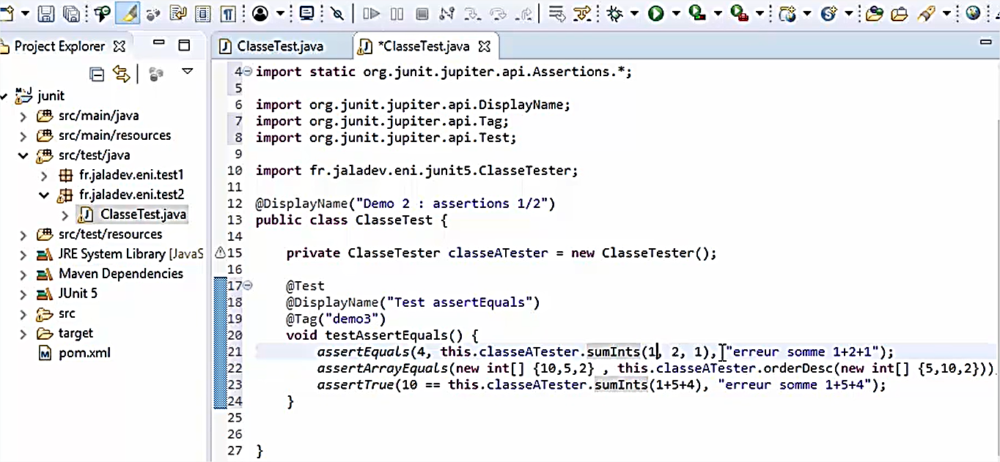 Project Explorer
ClasseTest.java
*ClasseTest.java
junit
src/main/java
src/main/resources
src/test/java
fr.jaladev.eni.test1
fr.jaladev.eni.test2
ClasseTest.java
src/test/resources
JRE System Library [JavaS
Maven Dependencies
JUnit 5
src
target
pom.xml
4 import static org.junit.jupiter.api.Assertions.*;
5
6 import org.junit.jupiter.api.DisplayName;
7 import org.junit.jupiter.api.Tag;
8 import org.junit.jupiter.api.Test;
9
10 import fr.jaladev.eni.junit5.ClasseTester;
11
12 @DisplayName("Demo 2 : assertions 1/2")
13 public class ClasseTest {
14
15 private ClasseTester classeATester = new ClasseTester();
16
17 @Test
18 @DisplayName("Test assertEquals")
19 @Tag("demo3")
20 void testAssertEquals() {
21 assertEquals(4, this.classeATester.sumInts(1, 2, 1), "erreur somme 1+2+1");
22 assertArrayEquals(new int[] {10,5,2} , this.classeATester.orderDesc(new int[] {5,10,2}))
23 assertTrue(10 == this.classeATester.sumInts(1+5+4), "erreur somme 1+5+4");
24 }
25
26
27 }